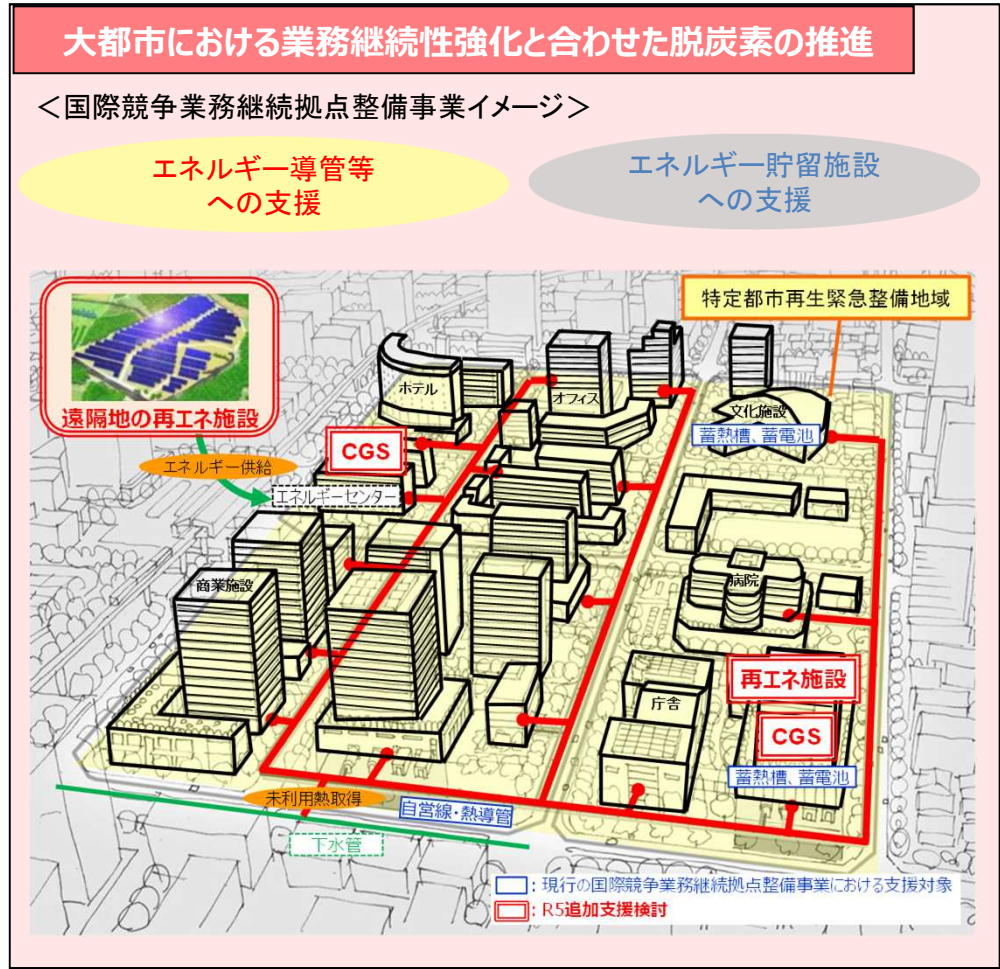 大都市における業務継続性強化と合わせた脱炭素の推進
＜国際競争業務継続拠点整備事業イメージ＞
エネルギー導管等
への支援
エネルギー貯留施設
への支援
特定都市再生緊急整備地域
遠隔地の再エネ施設
ホテル
オフィス
文化施設
蓄熱槽、蓄電池
CGS
エネルギー供給
エネルギーセンター
商業施設
病院
再エネ施設
庁舎
CGS
蓄熱槽、蓄電池
未利用熱取得
自営線・熱導管
下水管
：現行の国際競争業務継続拠点整備事業における支援対象
：R5追加支援検討